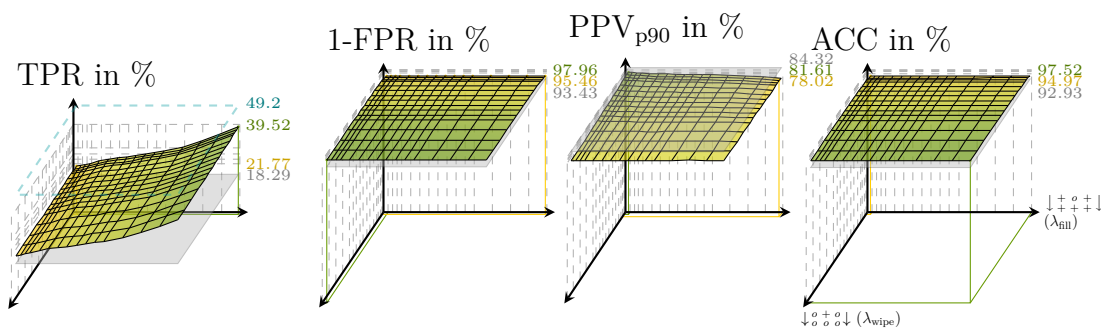 TPR in %
49.2
39.52
21.77
18.29
1-FPR in %
97.96
95.46
93.43
PPV_p90 in %
84.32
81.61
78.02
ACC in %
97.52
94.97
92.93
↓ + o + ↓
+ + +
(λ_fill)
↓ o + o ↓ (λ_wipe)
o o o